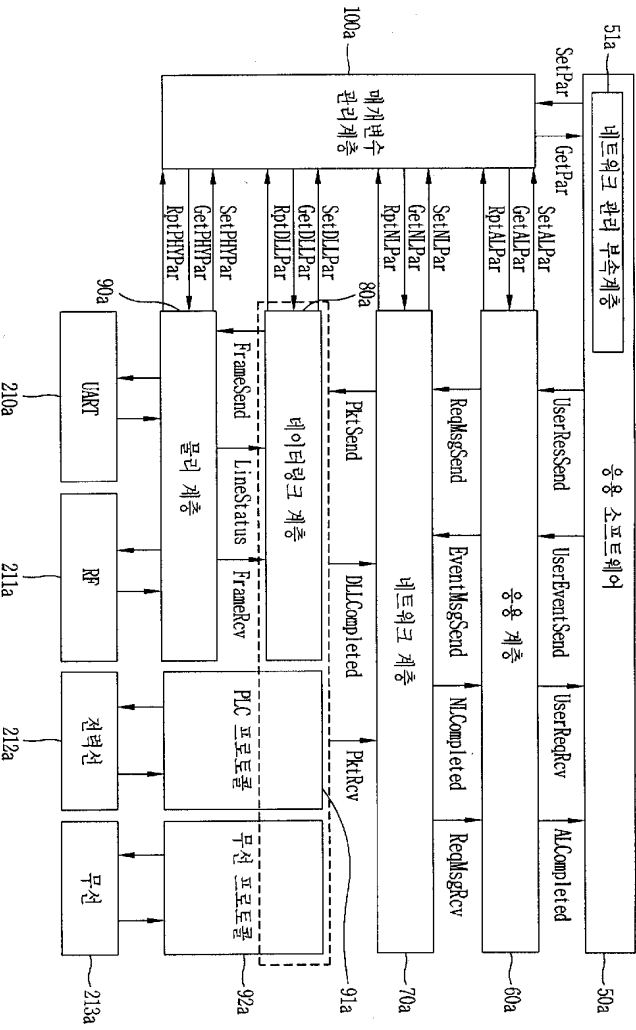 51a
네트워크 관리 부속계층
응용 소프트웨어
50a
SetPar
GetPar
UserResSend
UserEventSend
UserReqRcv
ALCompleted
100a
매개변수
관리계층
SetALPar
GetALPar
RptALPar
응용 계층
60a
ReqMsgSend
EventMsgSend
NLCompleted
ReqMsgRcv
SetNLPar
GetNLPar
RptNLPar
네트워크 계층
70a
PktSend
DLLCompleted
PktRcv
80a
91a
SetDLLPar
GetDLLPar
RptDLLPar
데이터링크 계층
FrameSend
LineStatus
FrameRcv
PLC 프로토콜
무선 프로토콜
92a
SetPHYPar
GetPHYPar
RptPHYPar
물리 계층
90a
UART
RF
전력선
무선
210a
211a
212a
213a